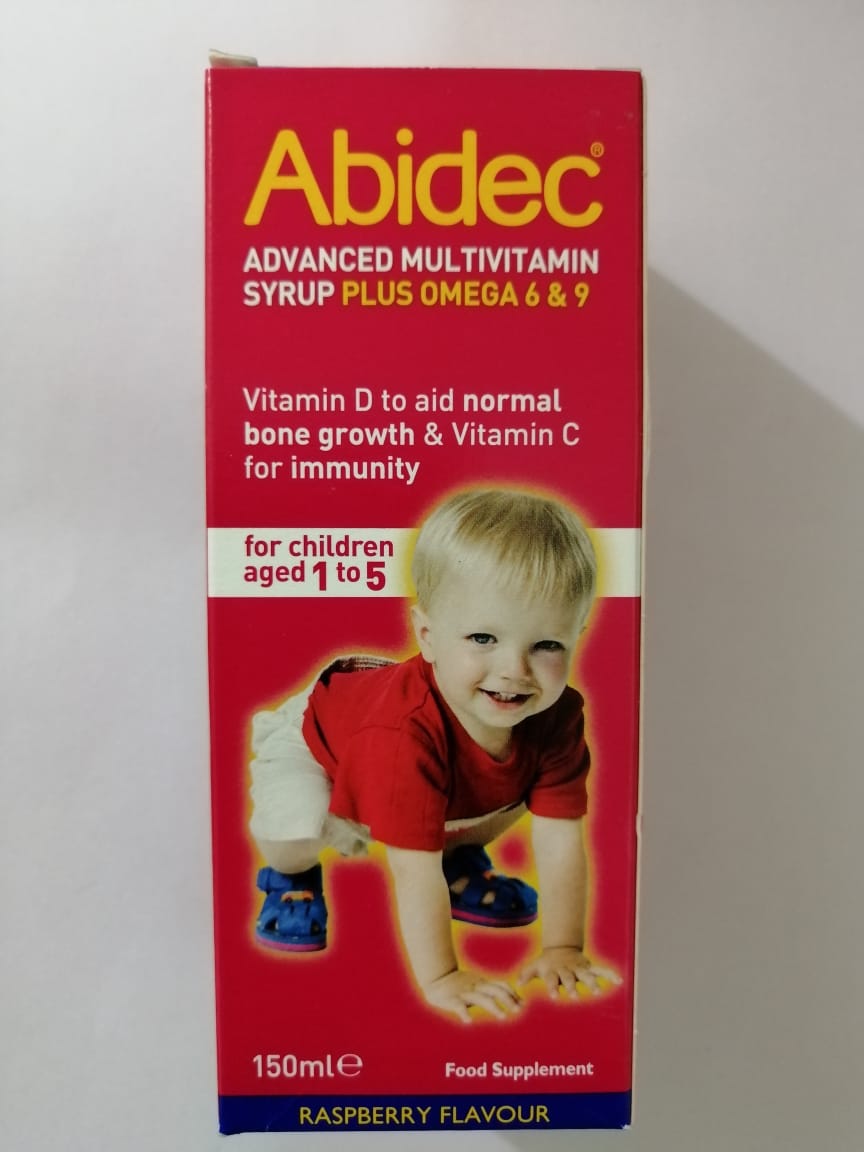 Abidec®
ADVANCED MULTIVITAMIN
SYRUP PLUS OMEGA 6 & 9
Vitamin D to aid normal
bone growth & Vitamin C
for immunity
for children
aged 1 to 5
150ml℮
Food Supplement
RASPBERRY FLAVOUR